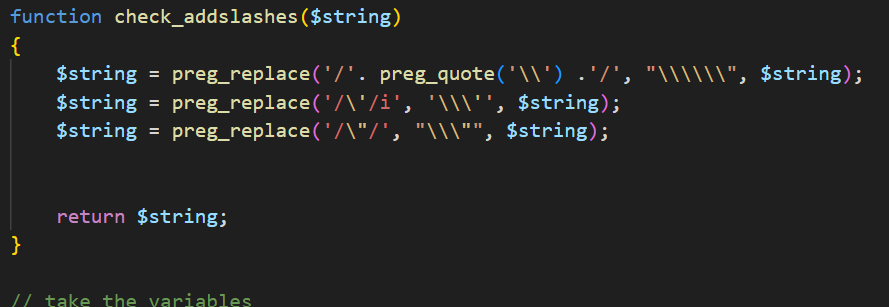 function check_addslashes($string)
{
    $string = preg_replace('/'. preg_quote('\\') .'/', "\\\\\\", $string);
    $string = preg_replace('/\'/i', '\\\'', $string);
    $string = preg_replace('/\"/', "\\\"", $string);
    return $string;
}
// take the variables